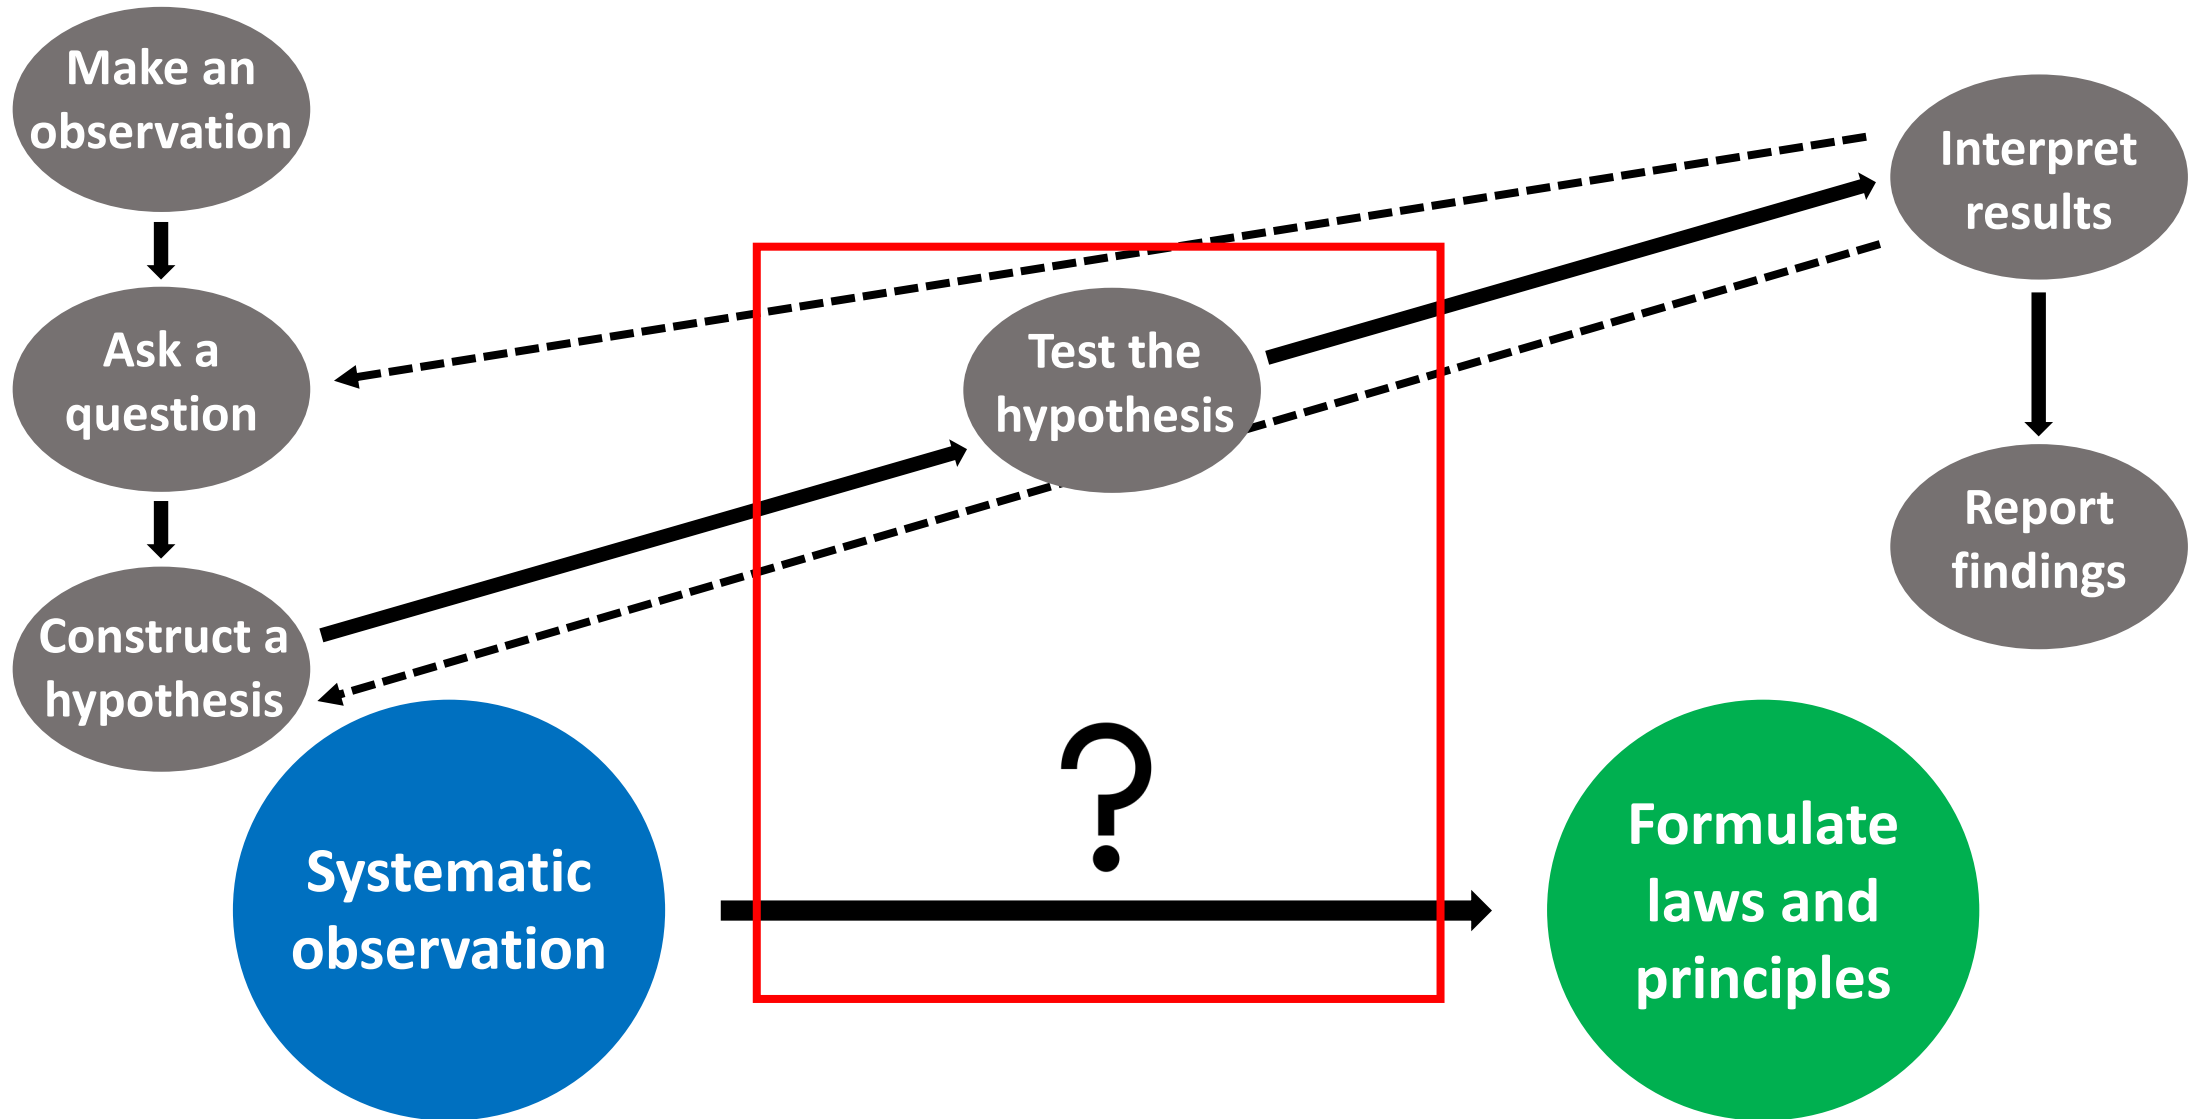 Make an
observation
Ask a
question
Construct a
hypothesis
Test the
hypothesis
Interpret
results
Report
findings
Systematic
observation
?
Formulate
laws and
principles